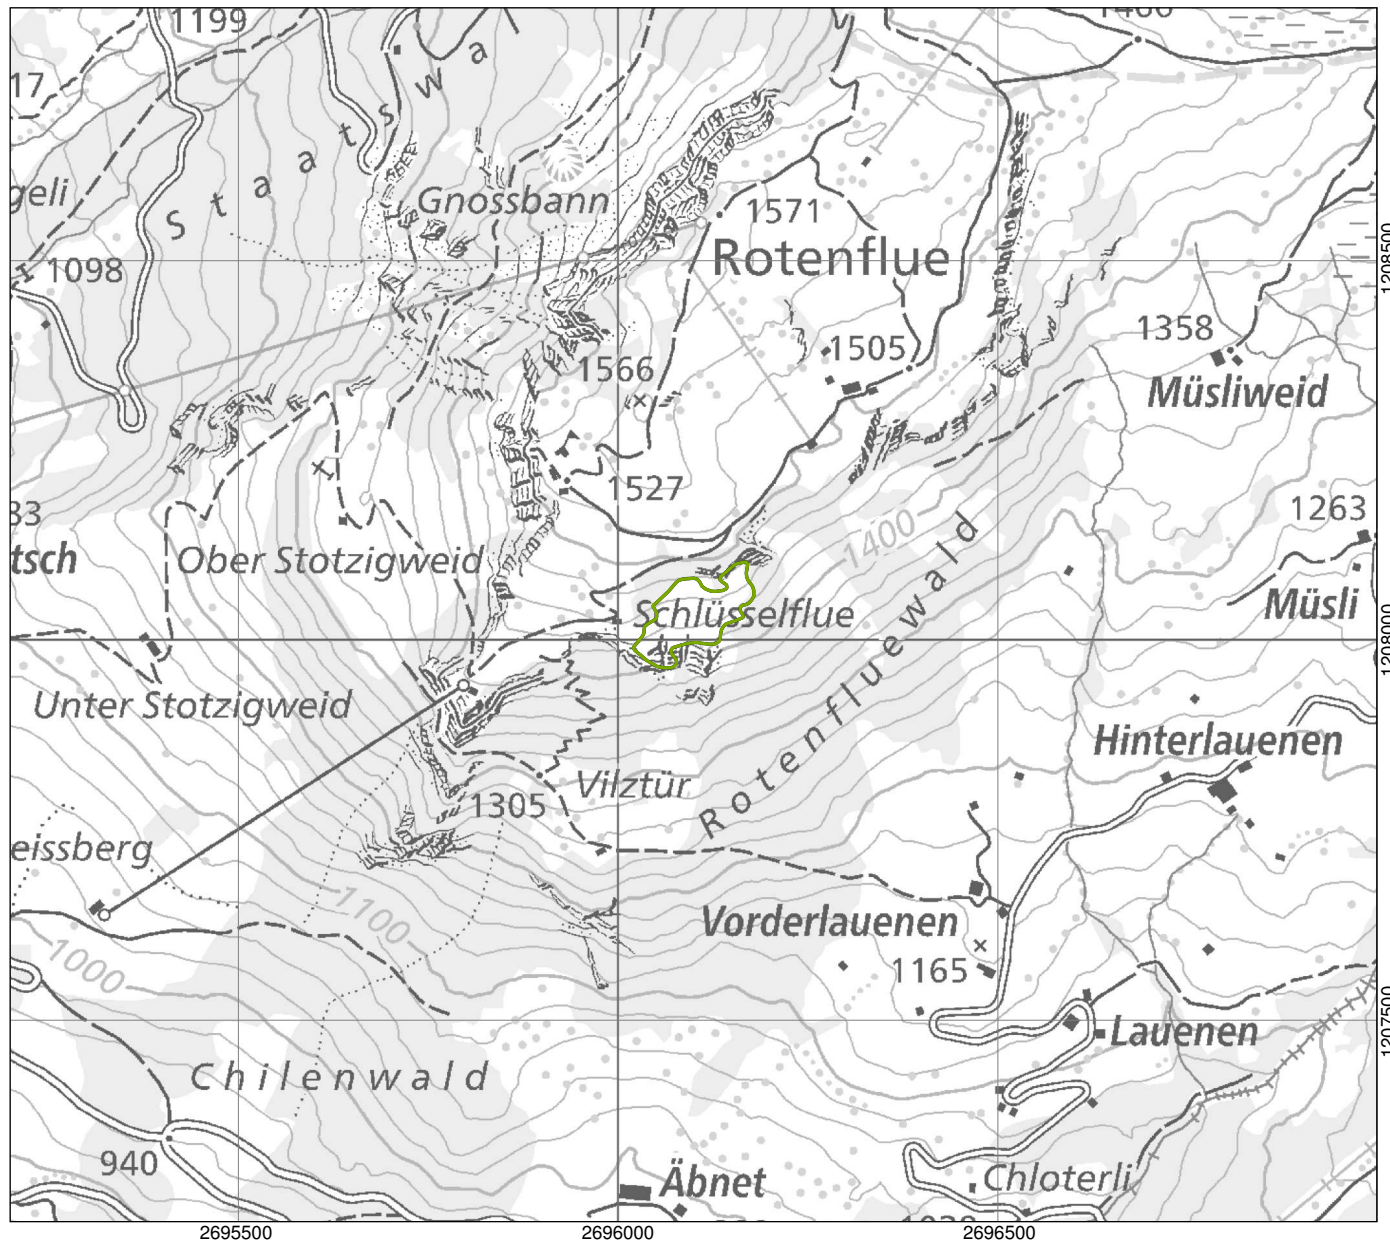 1199
17
Staatswa
geli
Gnossbann
1571
Rotenflue
1098
1208500
1358
1505
1566
Müsliweid
1527
83
1263
tsch
Ober Stotzigweid
1400
Müsli
Schlüsselflue
1208000
Unter Stotzigweid
Rotenfluewald
Hinterlauenen
Vilztür
1305
eissberg
1100
Vorderlauenen
1000
1165
1207500
Lauenen
Chilenwald
940
Äbnet
Chloterli
2695500
2696000
2696500